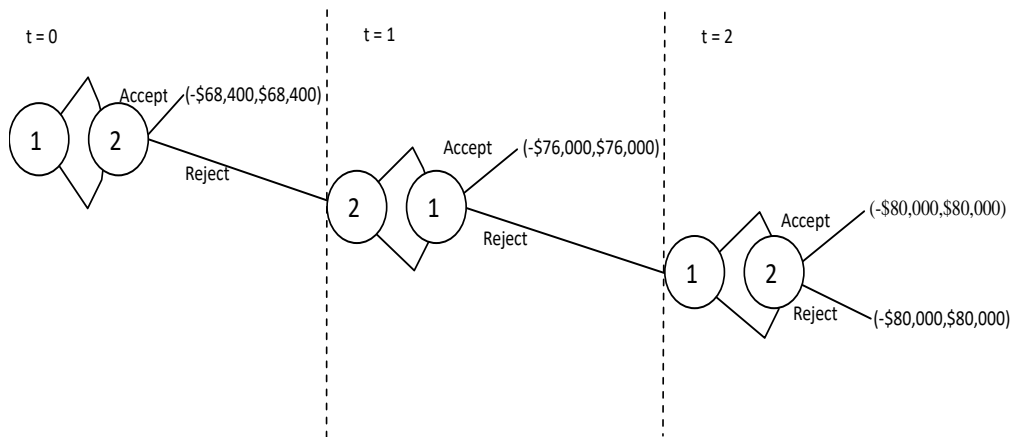 t = 0
t = 1
t = 2
Accept
(-$68,400,$68,400)
1
2
Reject
Accept
(-$76,000,$76,000)
2
1
Reject
Accept
(-$80,000,$80,000)
1
2
Reject
(-$80,000,$80,000)